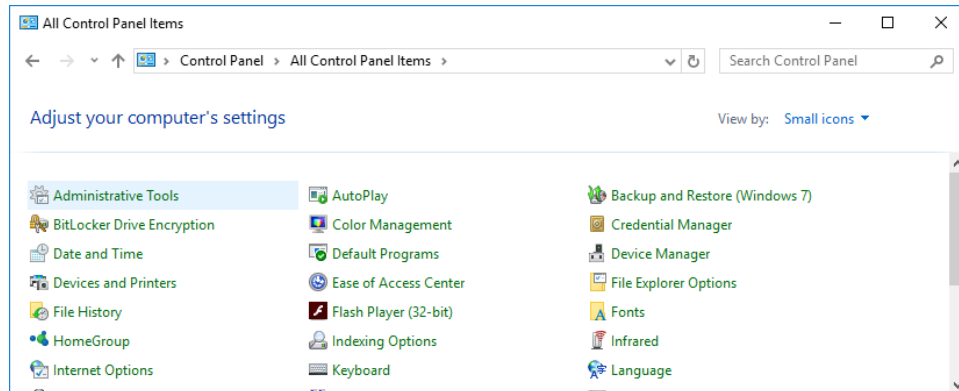 All Control Panel Items
Control Panel > All Control Panel Items >
Search Control Panel
Adjust your computer's settings
View by: Small icons
Administrative Tools
AutoPlay
Backup and Restore (Windows 7)
BitLocker Drive Encryption
Color Management
Credential Manager
Date and Time
Default Programs
Device Manager
Devices and Printers
Ease of Access Center
File Explorer Options
File History
Flash Player (32-bit)
Fonts
HomeGroup
Indexing Options
Infrared
Internet Options
Keyboard
Language